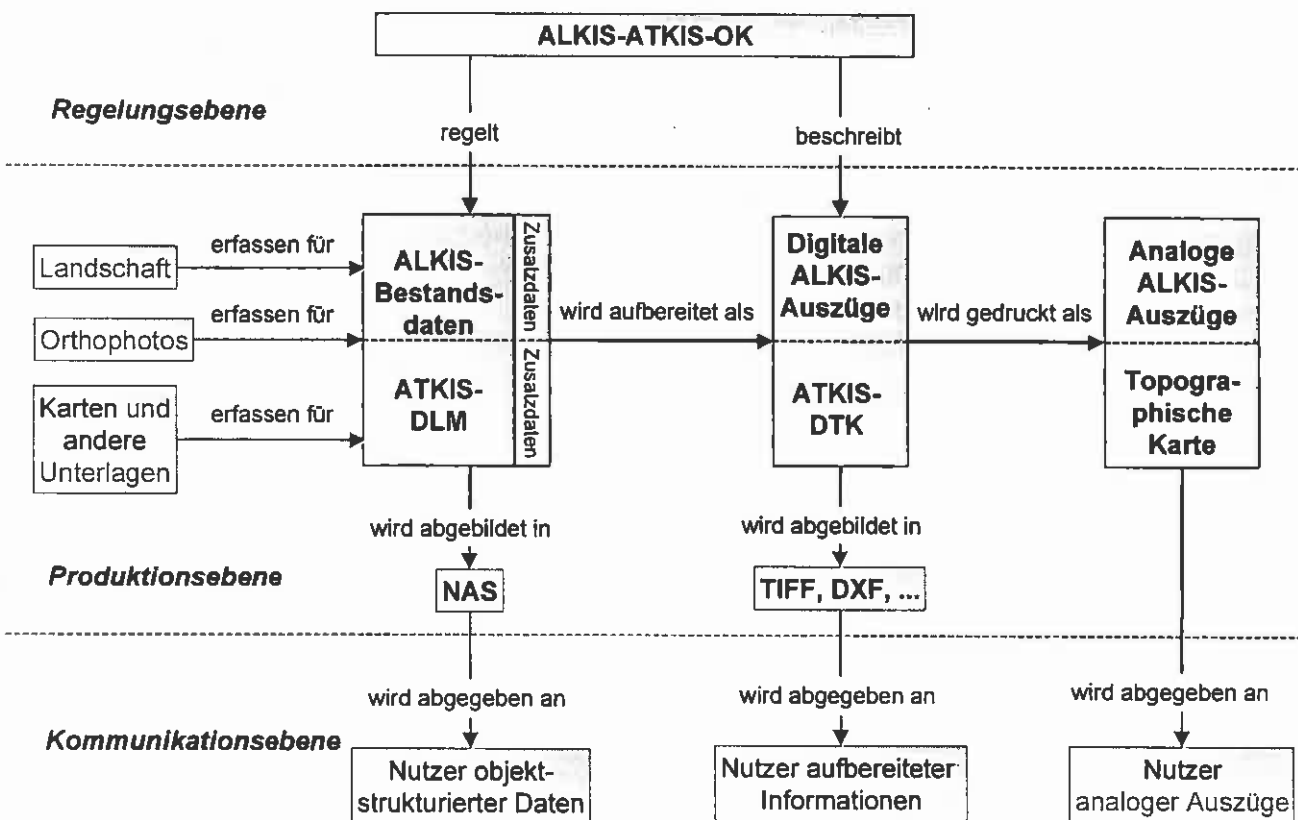 ALKIS-ATKIS-OK
Regelungsebene
regelt
beschreibt
Landschaft
Orthophotos
Karten und
andere
Unterlagen
erfassen für
erfassen für
erfassen für
ALKIS-
Bestands-
daten
Zusatzdaten
ATKIS-
DLM
Zusatzdaten
wird aufbereitet als
Digitale
ALKIS-
Auszüge
ATKIS-
DTK
wird gedruckt als
Analoge
ALKIS-
Auszüge
Topogra-
phische
Karte
wird abgebildet in
wird abgebildet in
Produktionsebene
NAS
TIFF, DXF, ...
wird abgegeben an
wird abgegeben an
wird abgegeben an
Kommunikationsebene
Nutzer objekt-
strukturierter Daten
Nutzer aufbereiteter
Informationen
Nutzer
analoger Auszüge